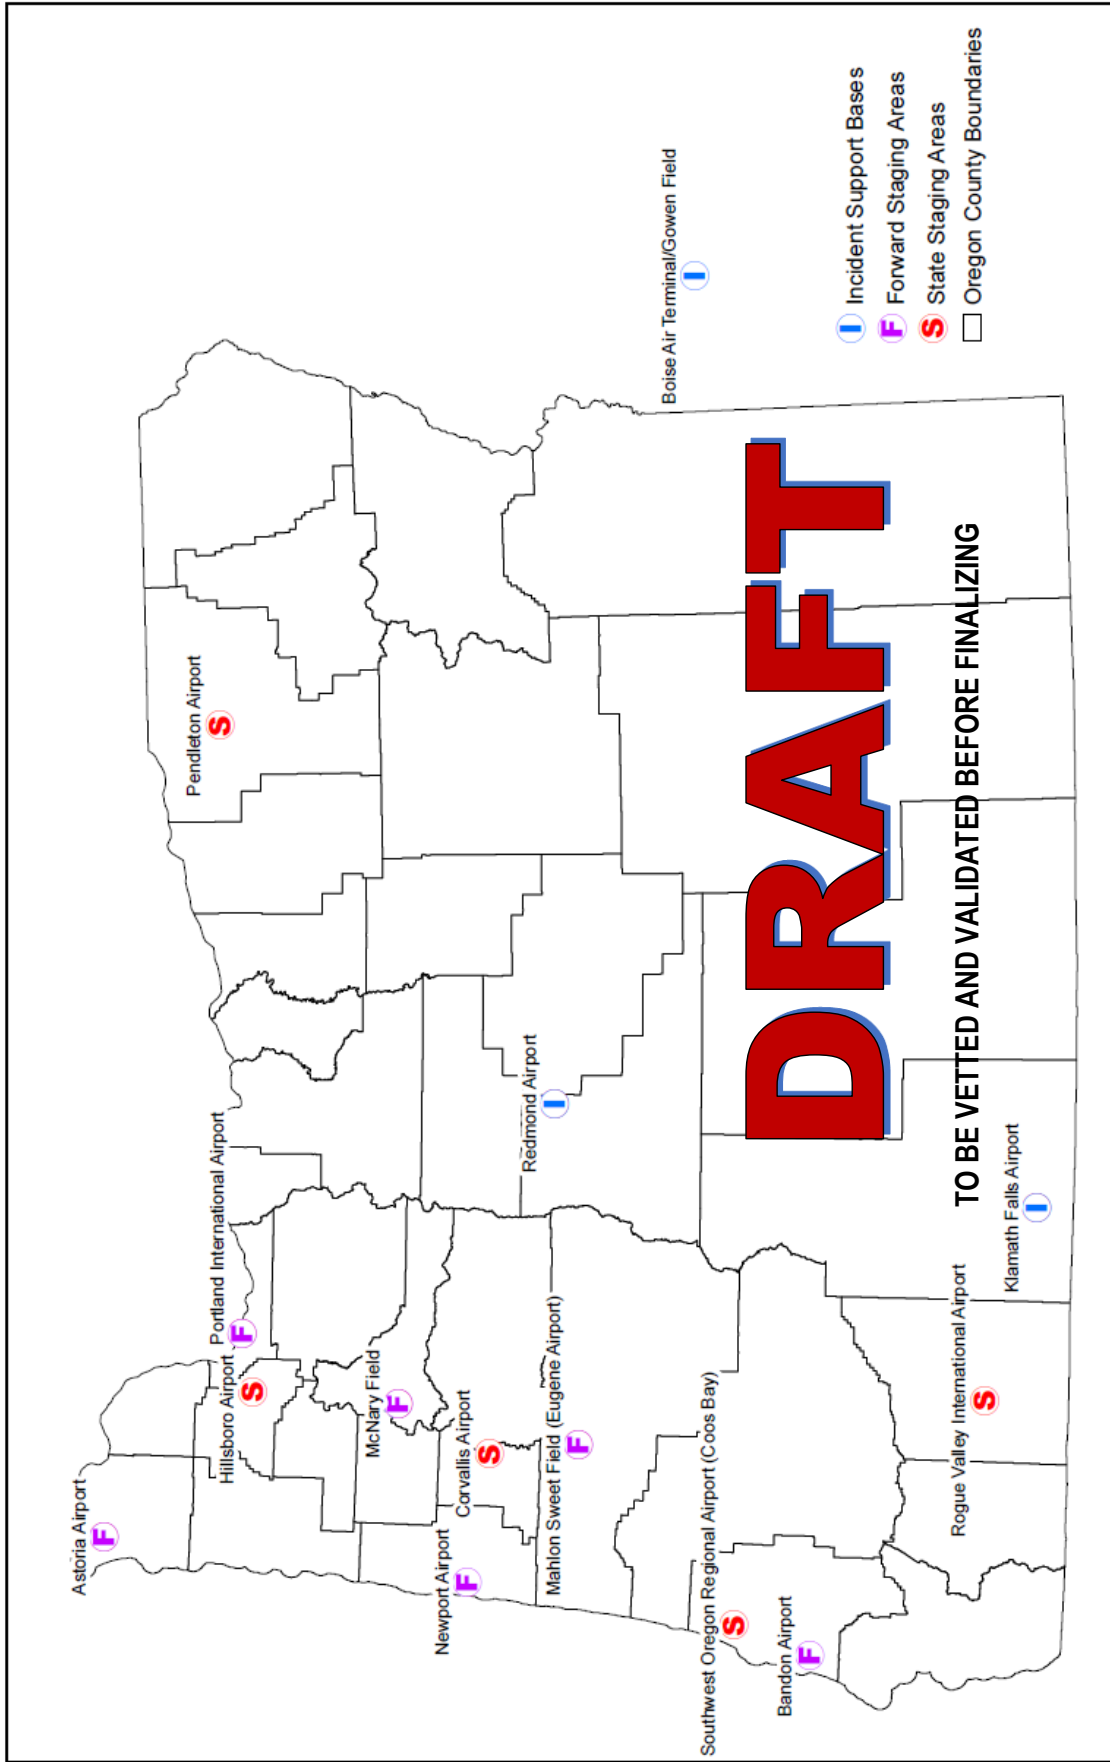 Astoria Airport
F
Portland International Airport
F
Hillsboro Airport
S
Pendleton Airport
S
McNary Field
F
Corvallis Airport
S
Newport Airport
F
Mahlon Sweet Field (Eugene Airport)
F
Redmond Airport
I
Boise Air Terminal/Gowen Field
I
Southwest Oregon Regional Airport (Coos Bay)
S
Bandon Airport
F
Rogue Valley International Airport
S
Klamath Falls Airport
I
DRAFT
TO BE VETTED AND VALIDATED BEFORE FINALIZING
I Incident Support Bases
F Forward Staging Areas
S State Staging Areas
Oregon County Boundaries